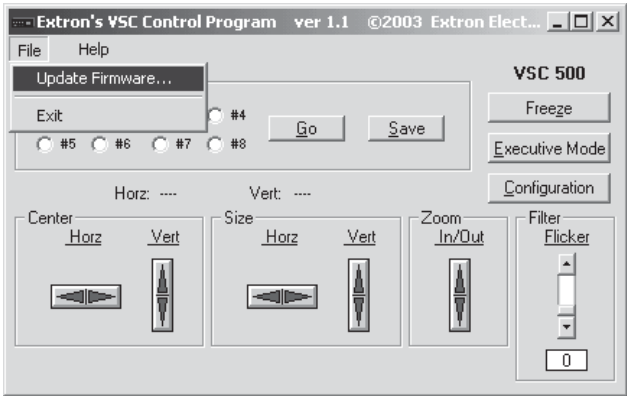 Extron's VSC Control Program ver 1.1 ©2003 Extron Elect...
File Help
Update Firmware...
Exit
VSC 500
#4
#5 #6 #7 #8
Go Save
Freeze
Executive Mode
Configuration
Horz: ---- Vert: ----
Center
Horz Vert
Size
Horz Vert
Zoom
In/Out
Filter
Flicker
0